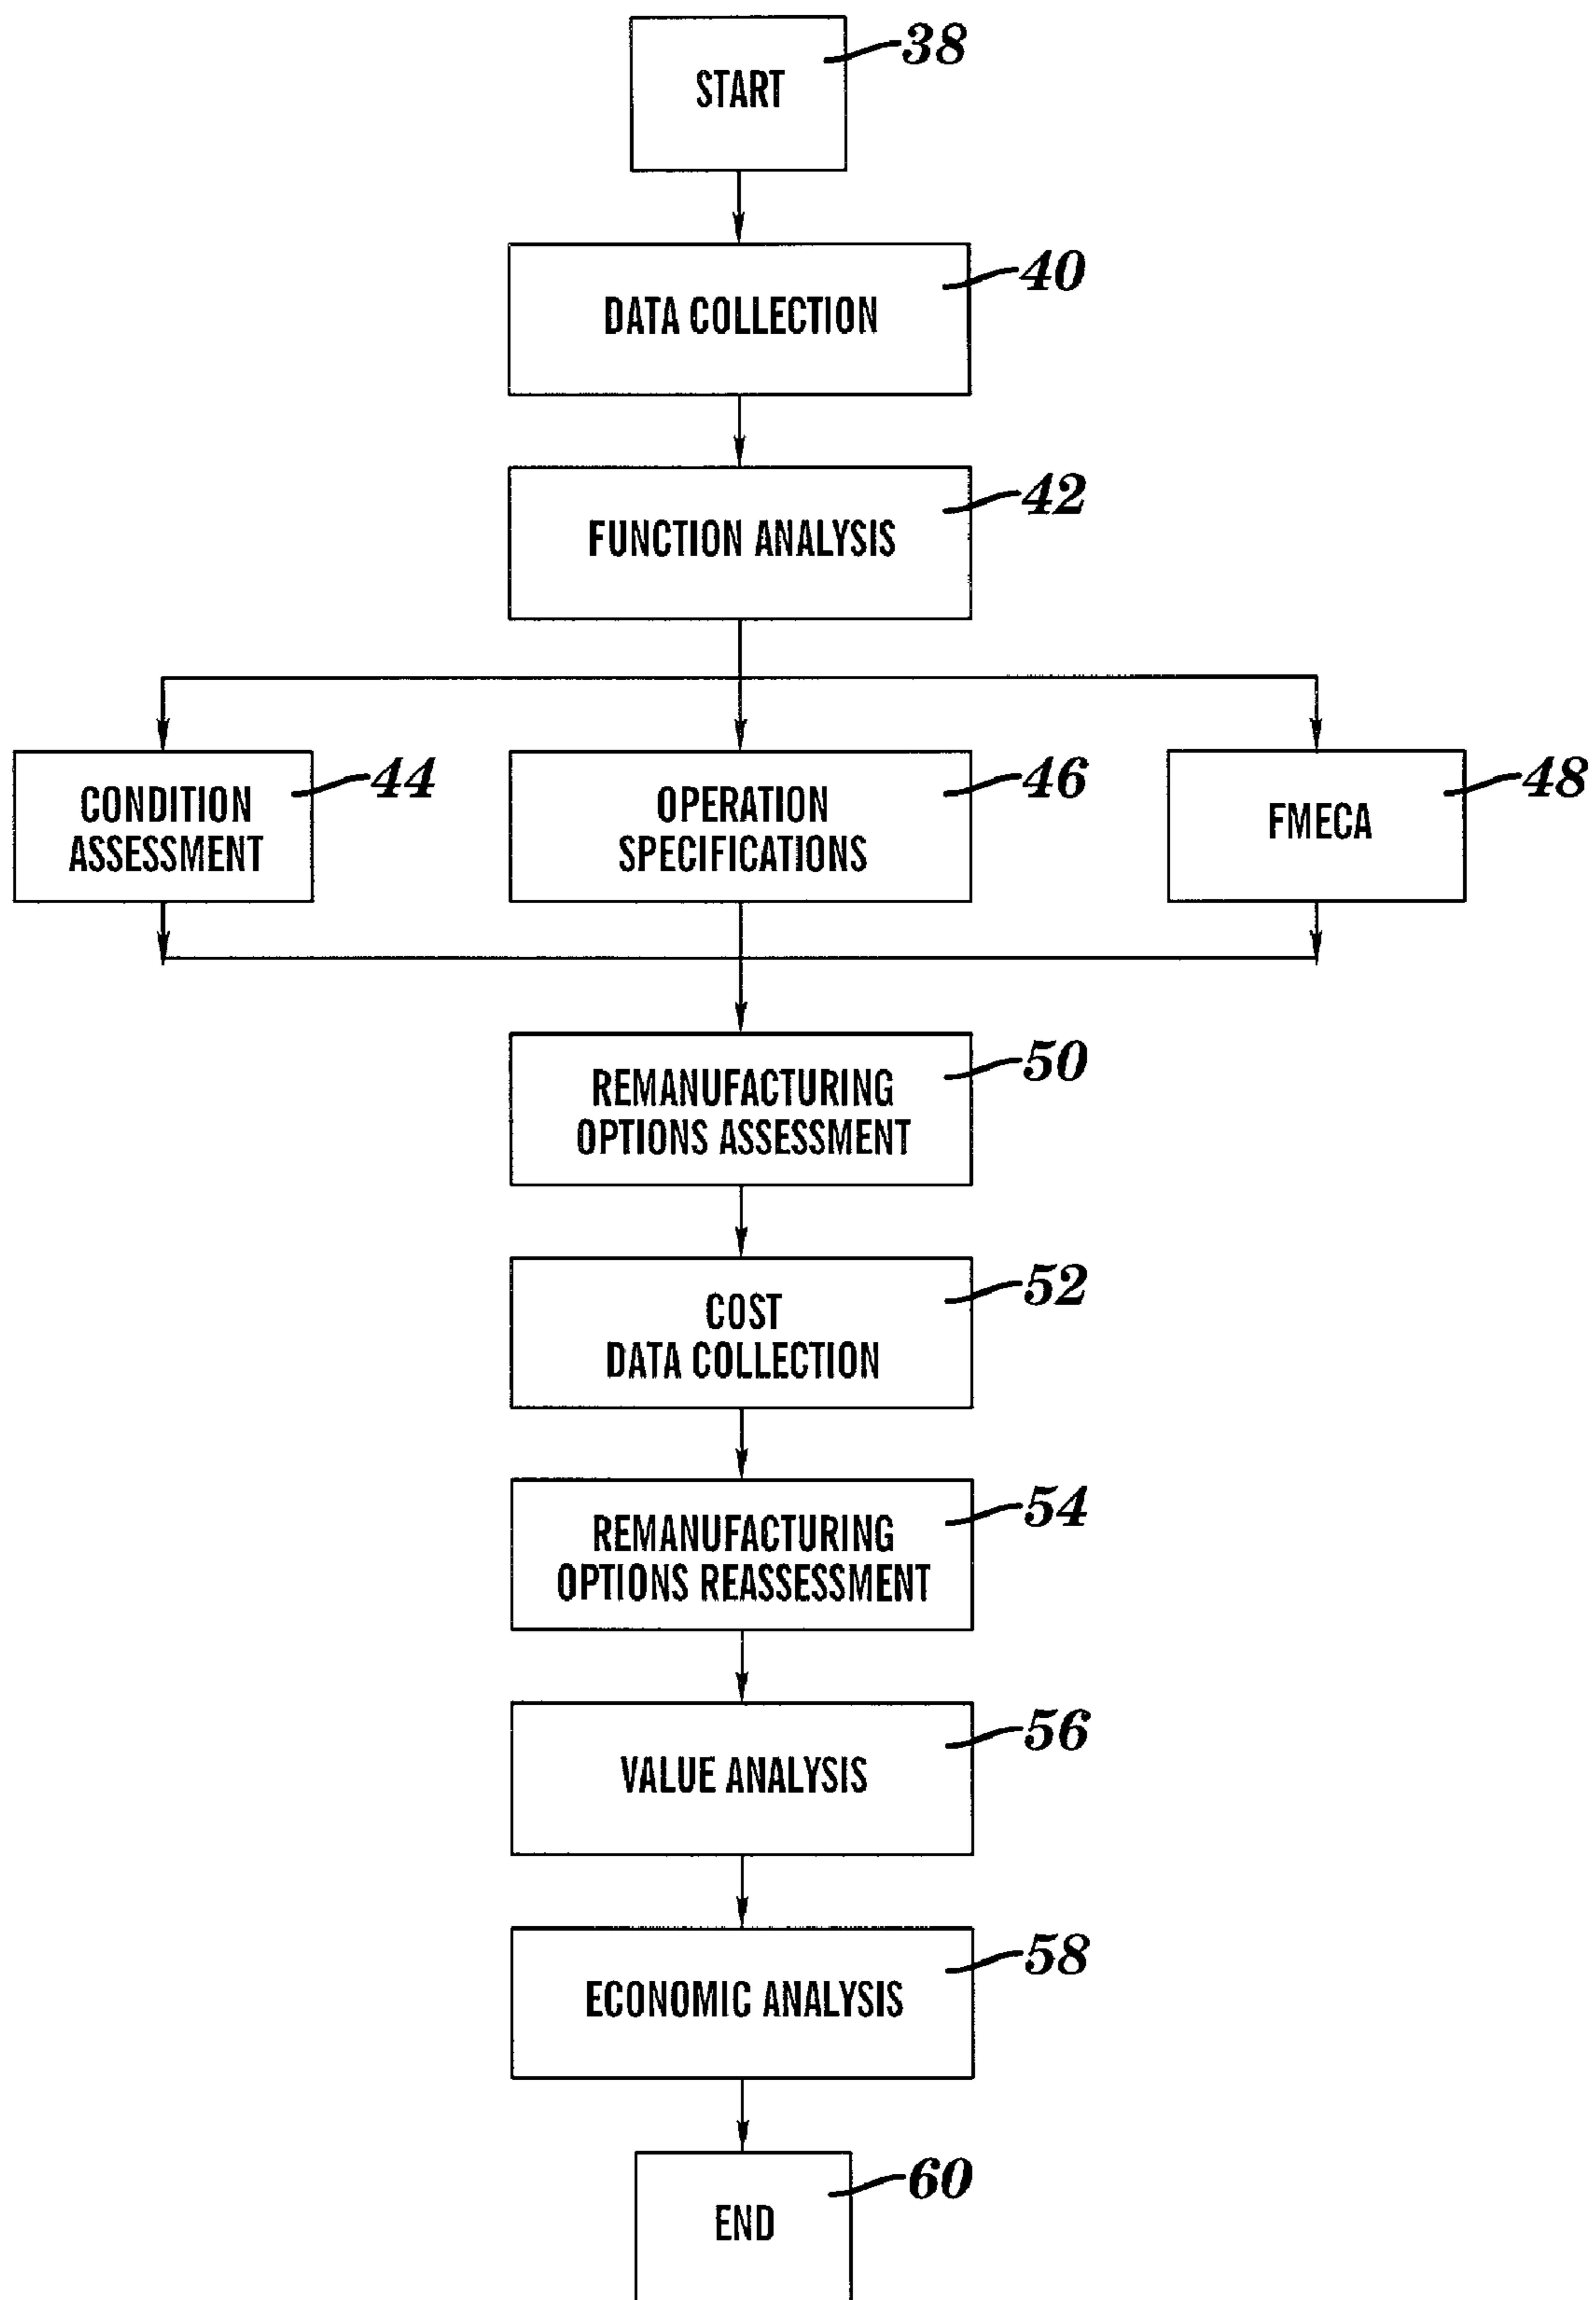 START
38
DATA COLLECTION
40
FUNCTION ANALYSIS
42
CONDITION
ASSESSMENT
44
OPERATION
SPECIFICATIONS
46
FMECA
48
REMANUFACTURING
OPTIONS ASSESSMENT
50
COST
DATA COLLECTION
52
REMANUFACTURING
OPTIONS REASSESSMENT
54
VALUE ANALYSIS
56
ECONOMIC ANALYSIS
58
END
60